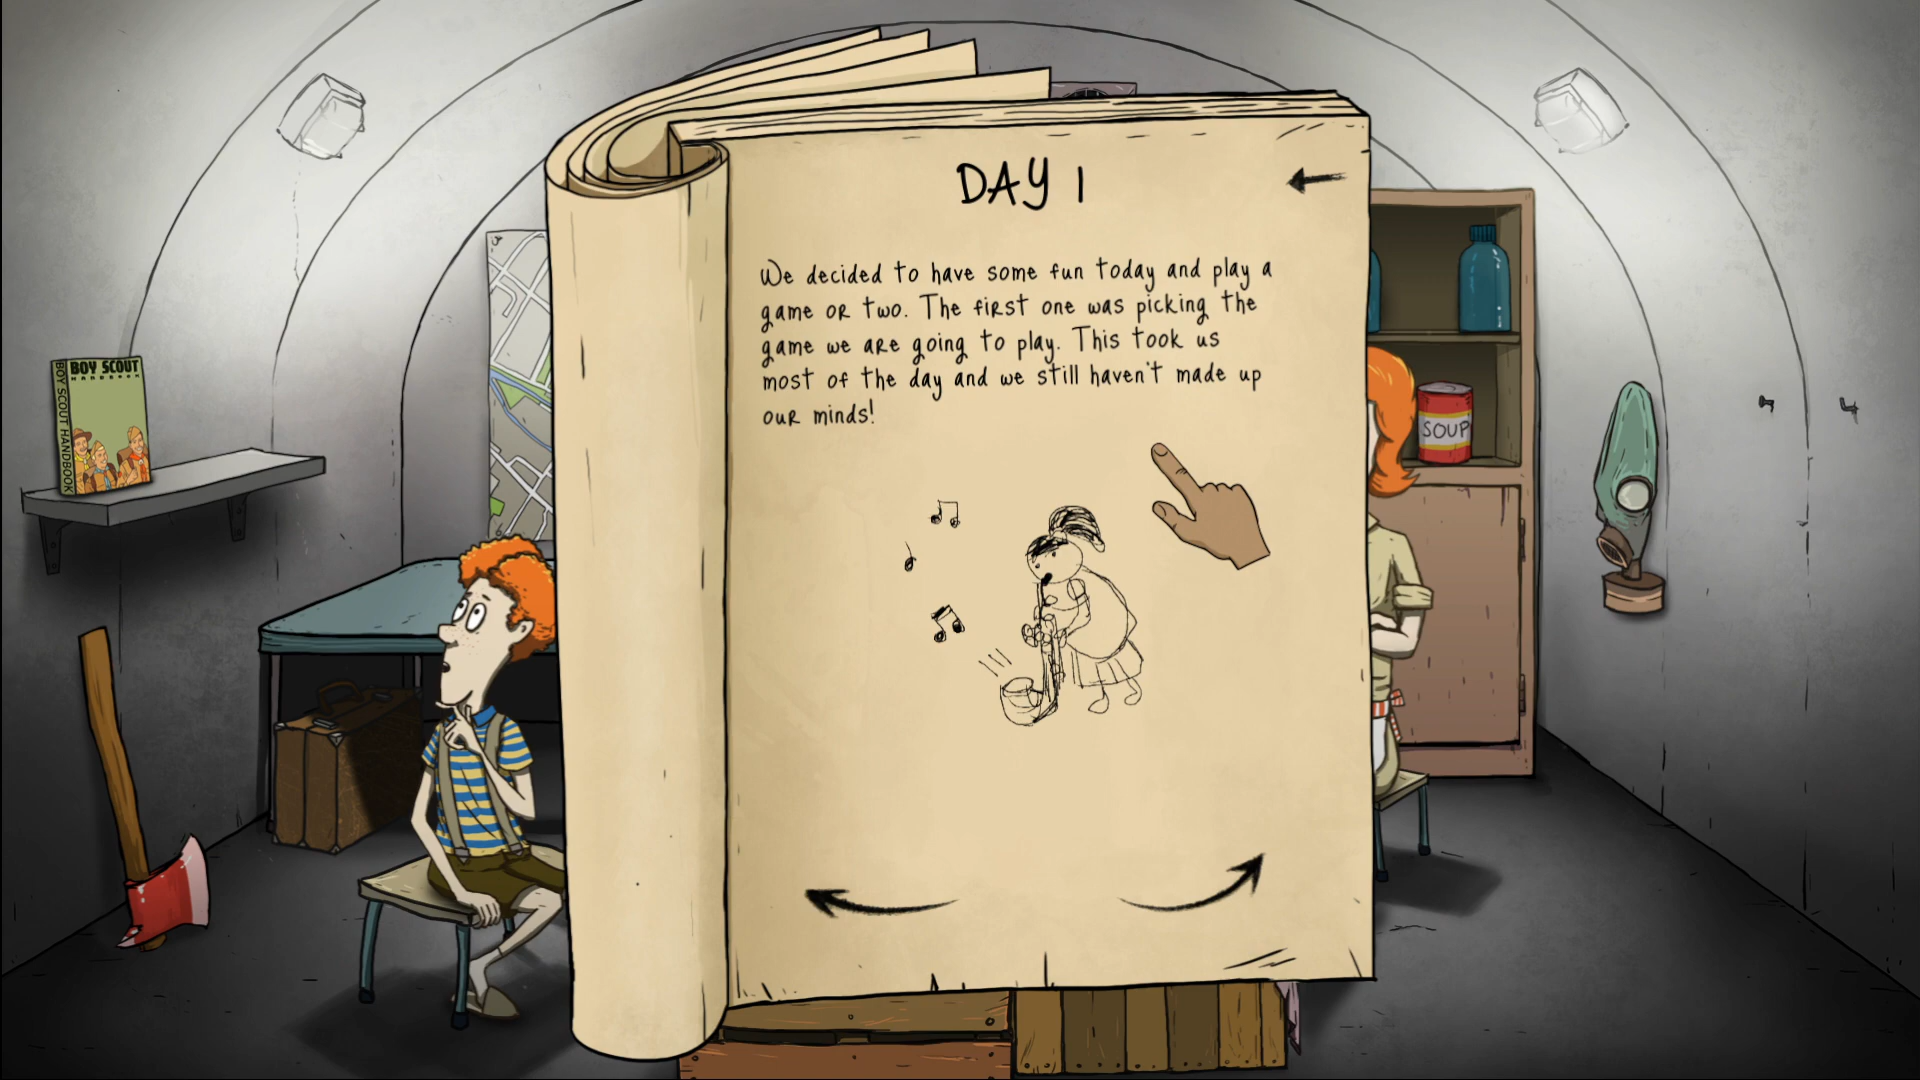 DAY 1
We decided to have some fun today and play a
game or two. The first one was picking the
game we are going to play. This took us
most of the day and we still haven't made up
our minds!
BOY SCOUT
HANDBOOK
BOY SCOUT HANDBOOK
SOUP